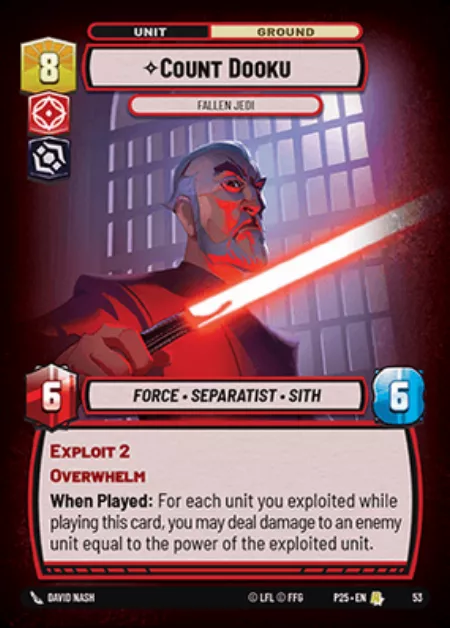 UNIT GROUND
8
COUNT DOOKU
FALLEN JEDI
6
FORCE • SEPARATIST • SITH
6
EXPLOIT 2
OVERWHELM
When Played: For each unit you exploited while
playing this card, you may deal damage to an enemy
unit equal to the power of the exploited unit.
DAVID NASH © LFL © FFG P25 • EN 53